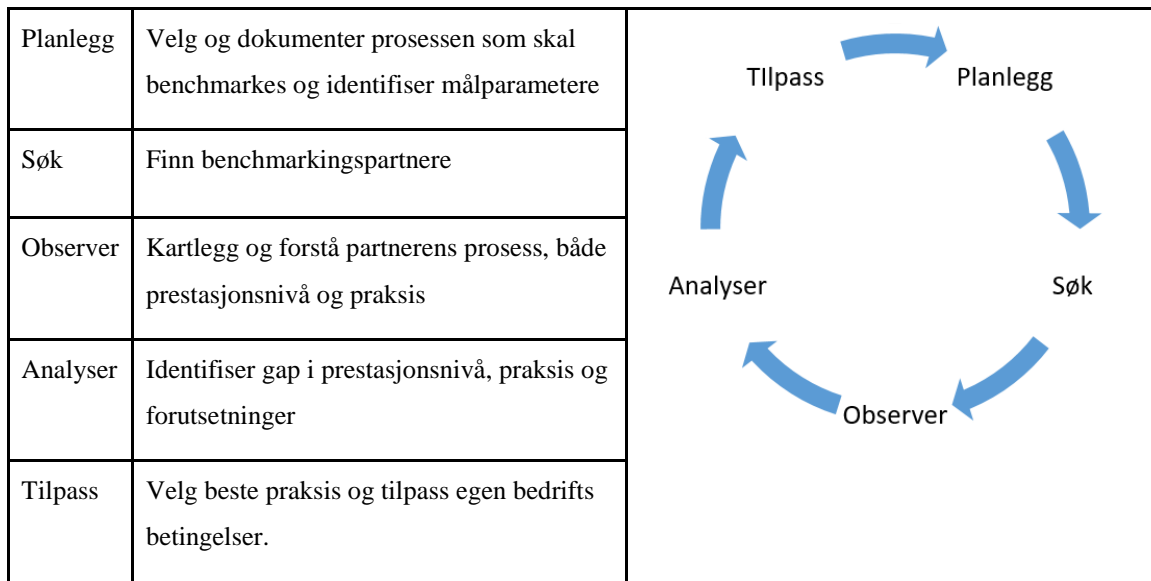 Planlegg
Velg og dokumenter prosessen som skal
benchmarkes og identifiser målparametere
Søk
Finn benchmarkingspartnere
Observer
Kartlegg og forstå partnerens prosess, både
prestasjonsnivå og praksis
Analyser
Identifiser gap i prestasjonsnivå, praksis og
forutsetninger
Tilpass
Velg beste praksis og tilpass egen bedrifts
betingelser.
TIlpass
Planlegg
Analyser
Søk
Observer